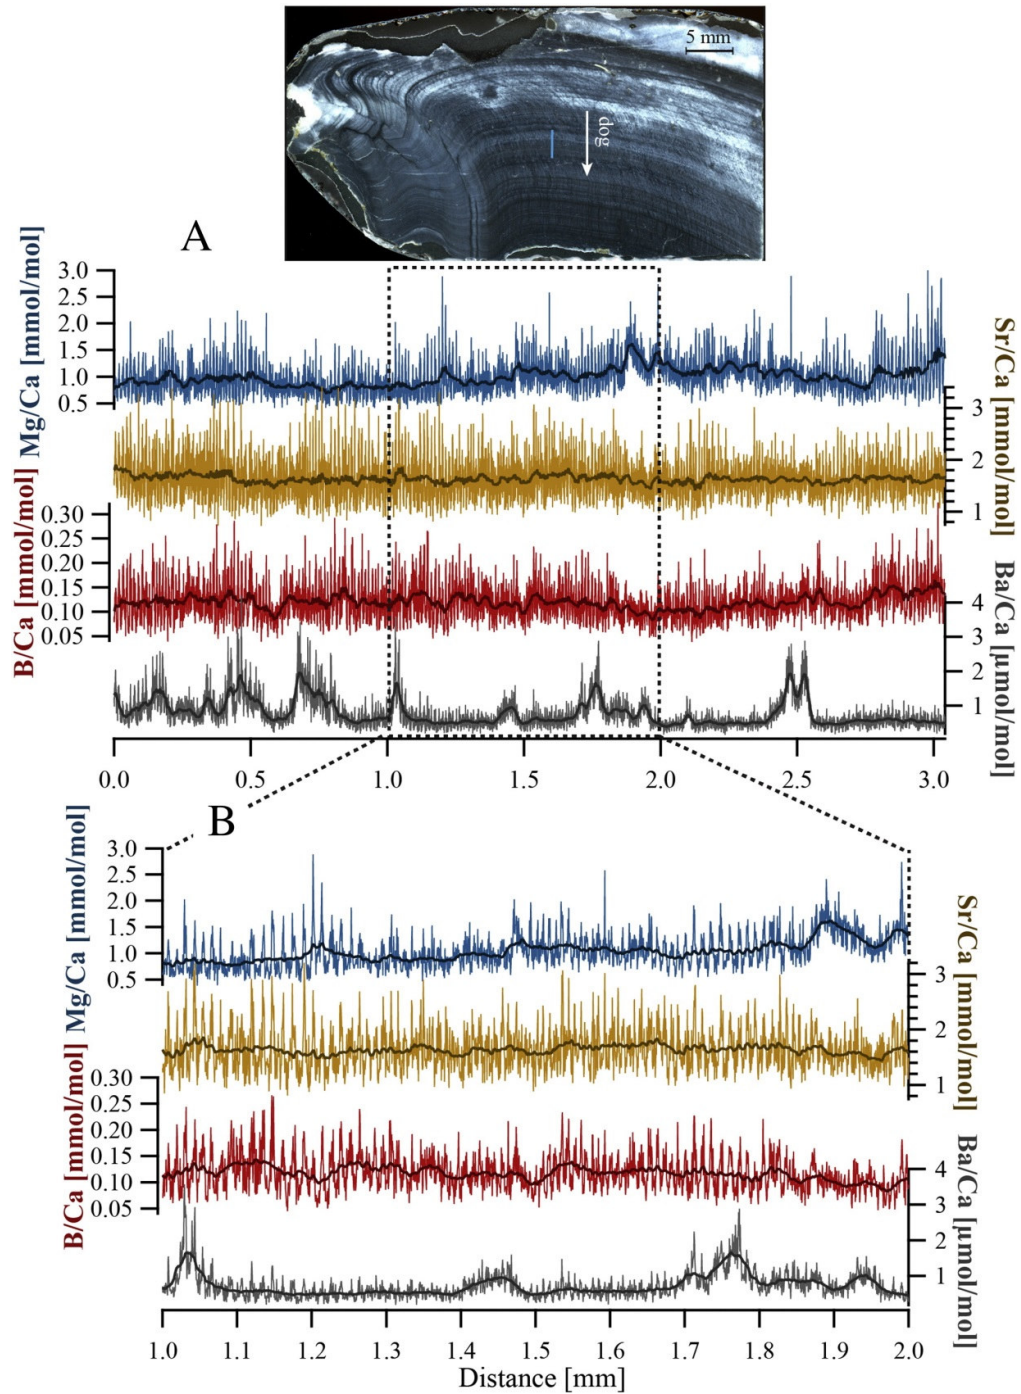 5 mm
dog
A
Mg/Ca [mmol/mol]
3.0
2.5
2.0
1.5
1.0
0.5
Sr/Ca [mmol/mol]
3
2
1
B/Ca [mmol/mol]
0.30
0.25
0.20
0.15
0.10
0.05
Ba/Ca [µmol/mol]
4
3
2
1
0.0 0.5 1.0 1.5 2.0 2.5 3.0
B
Mg/Ca [mmol/mol]
3.0
2.5
2.0
1.5
1.0
0.5
Sr/Ca [mmol/mol]
3
2
1
B/Ca [mmol/mol]
0.30
0.25
0.20
0.15
0.10
0.05
Ba/Ca [µmol/mol]
4
3
2
1
1.0 1.1 1.2 1.3 1.4 1.5 1.6 1.7 1.8 1.9 2.0
Distance [mm]